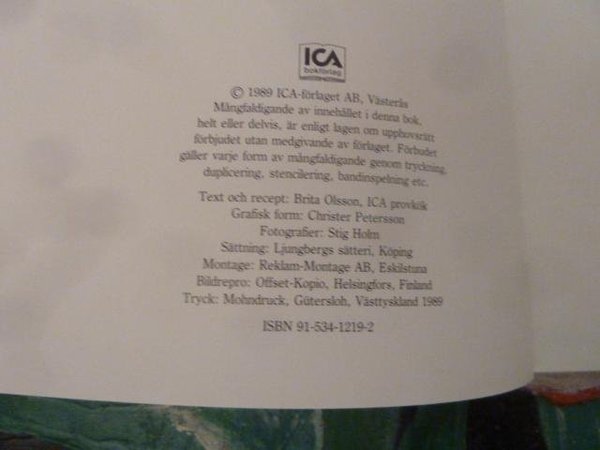 ICA
bokförlag
© 1989 ICA-förlaget AB, Västerås
Mångfaldigande av innehållet i denna bok,
helt eller delvis, är enligt lagen om upphovsrätt
förbjudet utan medgivande av förlaget. Förbudet
gäller varje form av mångfaldigande genom tryckning,
duplicering, stencilering, bandinspelning etc.
Text och recept: Brita Olsson, ICA provkök
Grafisk form: Christer Petersson
Fotografier: Stig Holm
Sättning: Ljungbergs sätteri, Köping
Montage: Reklam-Montage AB, Eskilstuna
Bildrepro: Offset-Kopio, Helsingfors, Finland
Tryck: Mohndruck, Gütersloh, Västtyskland 1989
ISBN 91-534-1219-2